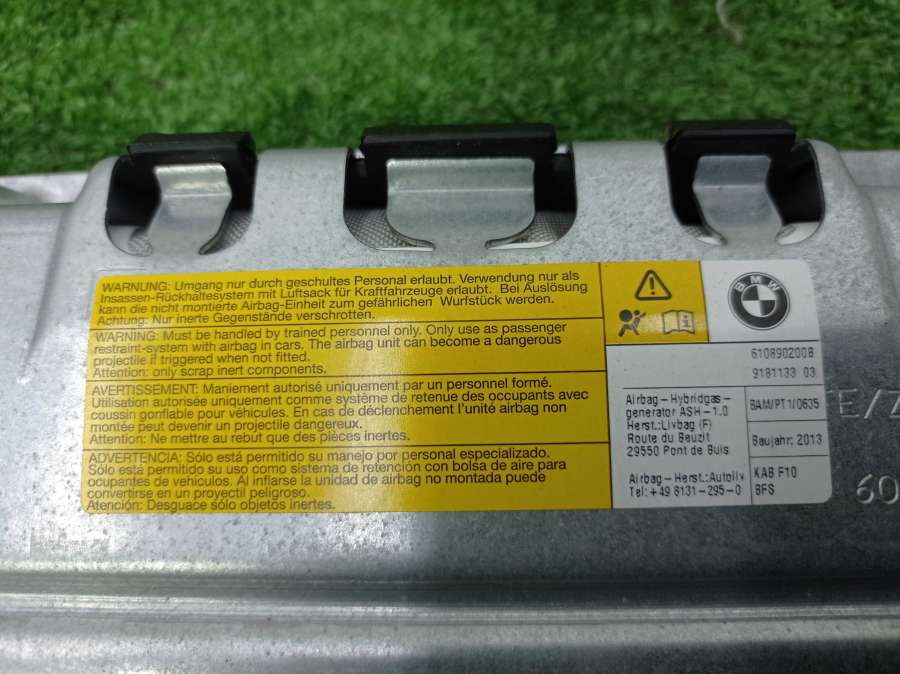 WARNUNG: Umgang nur durch geschultes Personal erlaubt. Verwendung nur als
Insassen-Rückhaltesystem mit Luftsack für Kraftfahrzeuge erlaubt. Bei Auslösung
kann die nicht montierte Airbag-Einheit zum gefährlichen Wurfstück werden.
Achtung: Nur inerte Gegenstände verschrotten.
WARNING: Must be handled by trained personnel only. Only use as passenger
restraint-system with airbag in cars. The airbag unit can become a dangerous
projectile if triggered when not fitted.
Attention: only scrap inert components.
AVERTISSEMENT: Maniement autorisé uniquement par un personnel formé.
Utilisation autorisée uniquement comme système de retenue des occupants avec
coussin gonflable pour véhicules. En cas de déclenchement l'unité airbag non
montée peut devenir un projectile dangereux.
Attention: Ne mettre au rebut que des pièces inertes.
ADVERTENCIA: Sólo está permitido su manejo por personal especializado.
Sólo está permitido su uso como sistema de retención con bolsa de aire para
ocupantes de vehículos. Al inflarse la unidad de airbag no montada puede
convertirse en un proyectil peligroso.
Atención: Desguace sólo objetos inertes.
BMW
6108902008
9181133 03
Airbag-Hybridgas-
generator ASH-1.0
Herst.:Livbag (F)
Route du Beuzit
29550 Pont de Buis
BAM/PT1/0635
Baujahr: 2013
Airbag-Herst.:Autoliv
Tel: +49 8131-295-0
KAB F10
BFS
TE/Z
60